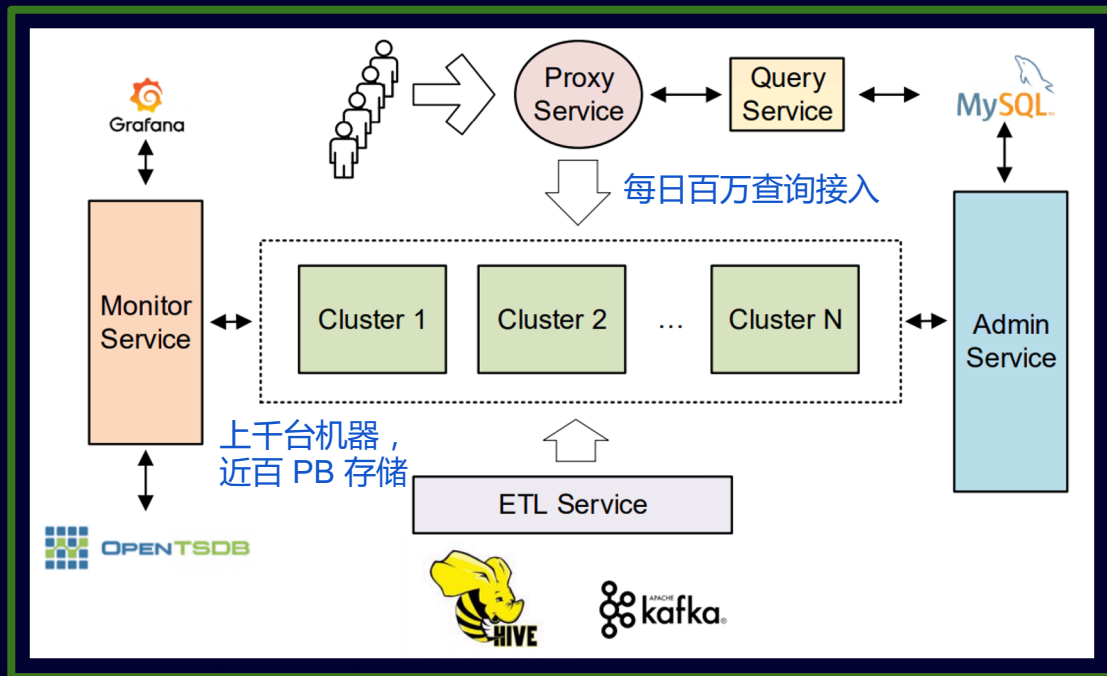 Grafana
Proxy
Service
Query
Service
MySQL
每日百万查询接入
Monitor
Service
Cluster 1
Cluster 2
…
Cluster N
Admin
Service
上千台机器，
近百 PB 存储
ETL Service
OPENTSDB
HIVE
APACHE
kafka